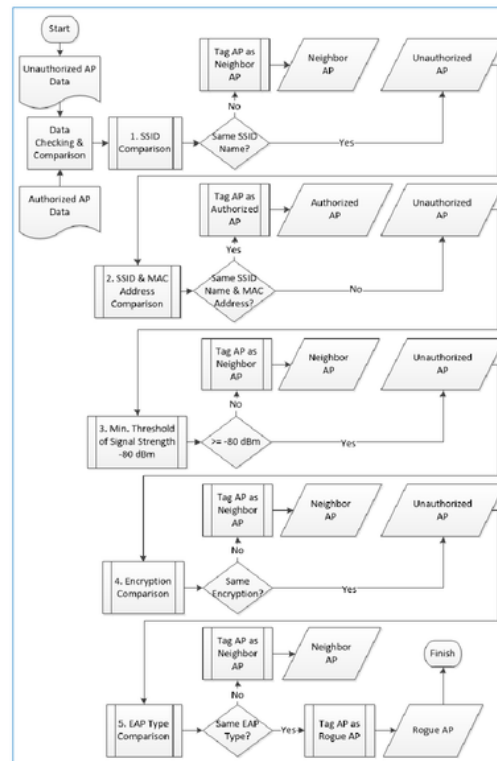 Start
Unauthorized AP
Data
Data
Checking &
Comparison
Authorized AP
Data
1. SSID
Comparison
Same SSID
Name?
No
Tag AP as
Neighbor
AP
Neighbor
AP
Yes
Unauthorized
AP
2. SSID & MAC
Address
Comparison
Same SSID
Name & MAC
Address?
Yes
Tag AP as
Authorized
AP
Authorized
AP
No
Unauthorized
AP
3. Min. Threshold
of Signal Strength
-80 dBm
>= -80 dBm
No
Tag AP as
Neighbor
AP
Neighbor
AP
Yes
Unauthorized
AP
4. Encryption
Comparison
Same
Encryption?
No
Tag AP as
Neighbor
AP
Neighbor
AP
Yes
Unauthorized
AP
5. EAP Type
Comparison
Same EAP
Type?
No
Tag AP as
Neighbor
AP
Neighbor
AP
Yes
Tag AP as
Rogue AP
Rogue AP
Finish